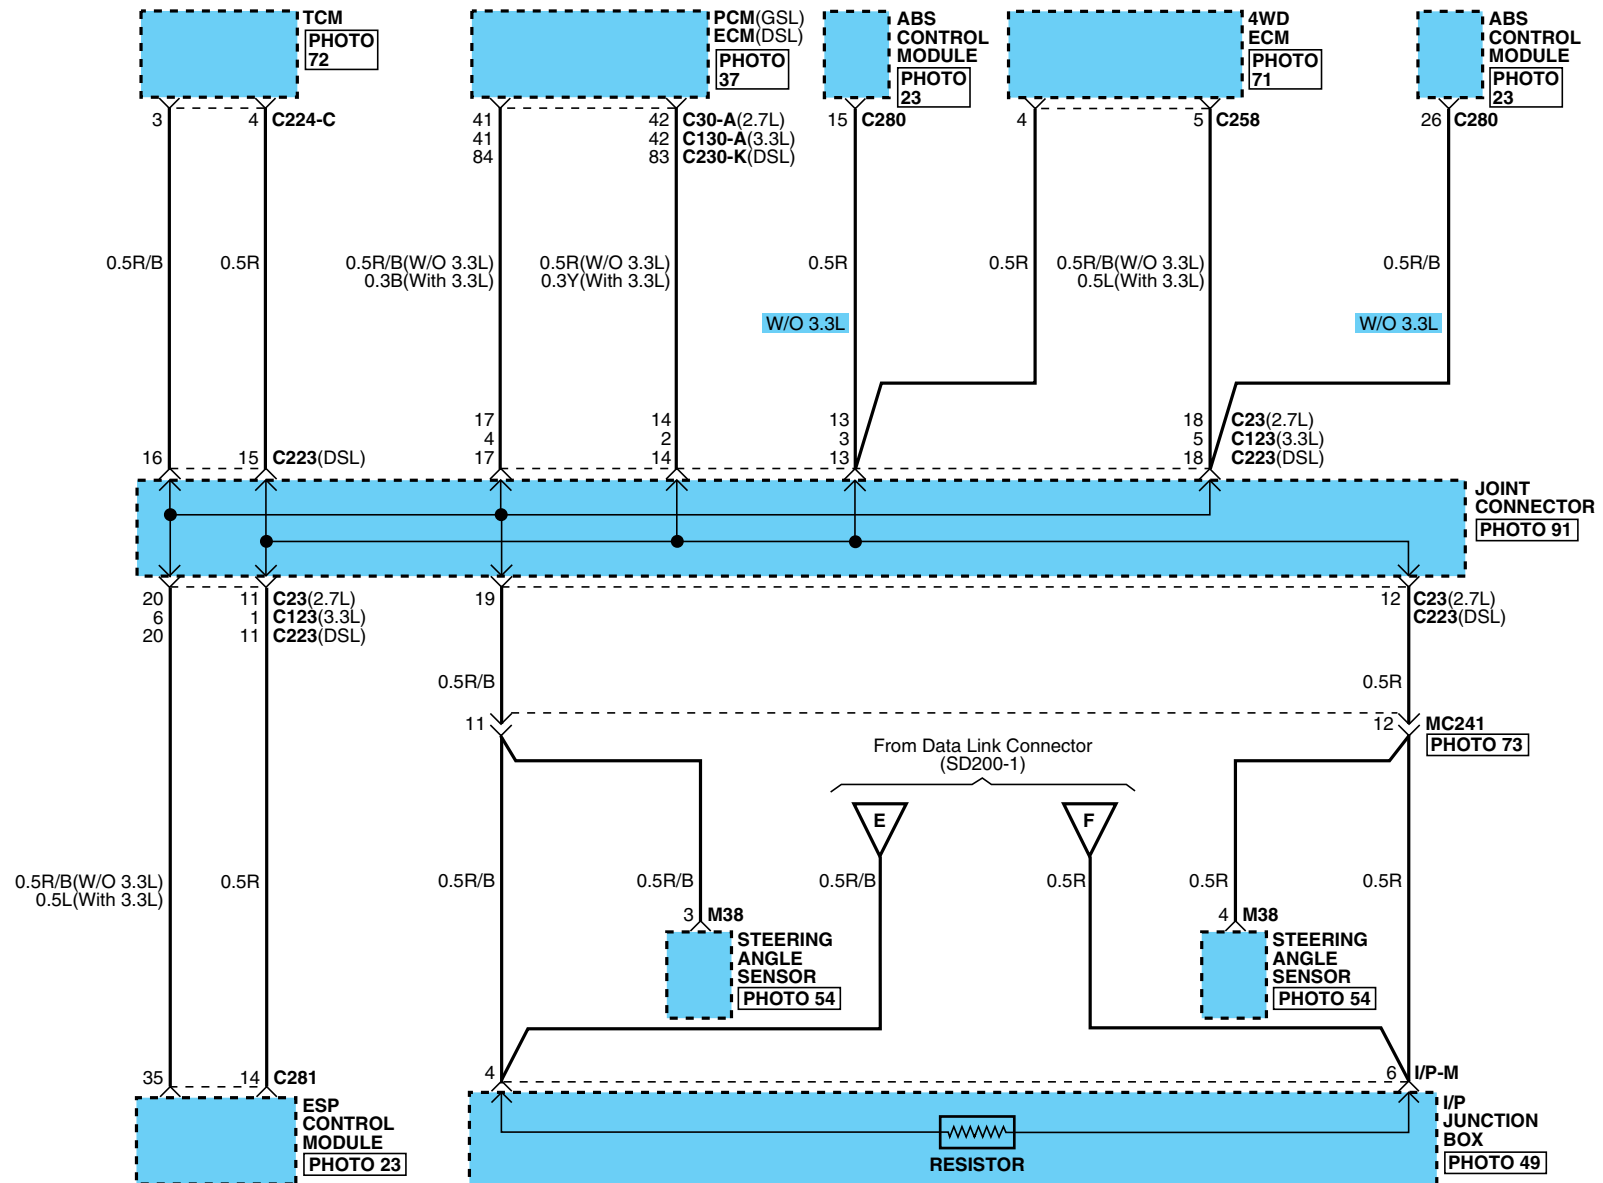 TCM
PHOTO
72
PCM(GSL)
ECM(DSL)
PHOTO
37
ABS
CONTROL
MODULE
PHOTO
23
4WD
ECM
PHOTO
71
ABS
CONTROL
MODULE
PHOTO
23
3
4 C224-C
41
41
84
42 C30-A(2.7L)
42 C130-A(3.3L)
83 C230-K(DSL)
15 C280
4
5 C258
26 C280
0.5R/B
0.5R
0.5R/B(W/O 3.3L)
0.3B(With 3.3L)
0.5R(W/O 3.3L)
0.3Y(With 3.3L)
0.5R
0.5R
0.5R/B(W/O 3.3L)
0.5L(With 3.3L)
0.5R/B
W/O 3.3L
W/O 3.3L
16
15 C223(DSL)
17
4
17
14
2
14
13
3
13
18 C23(2.7L)
5 C123(3.3L)
18 C223(DSL)
JOINT
CONNECTOR
PHOTO 91
20
6
20
11 C23(2.7L)
1 C123(3.3L)
11 C223(DSL)
19
12 C23(2.7L)
C223(DSL)
0.5R/B
0.5R
11
12 MC241
PHOTO 73
From Data Link Connector
(SD200-1)
E
F
0.5R/B(W/O 3.3L)
0.5L(With 3.3L)
0.5R
0.5R/B
0.5R/B
0.5R/B
0.5R
0.5R
0.5R
3 M38
STEERING
ANGLE
SENSOR
PHOTO 54
4 M38
STEERING
ANGLE
SENSOR
PHOTO 54
35
14 C281
4
6 I/P-M
ESP
CONTROL
MODULE
PHOTO 23
RESISTOR
I/P
JUNCTION
BOX
PHOTO 49